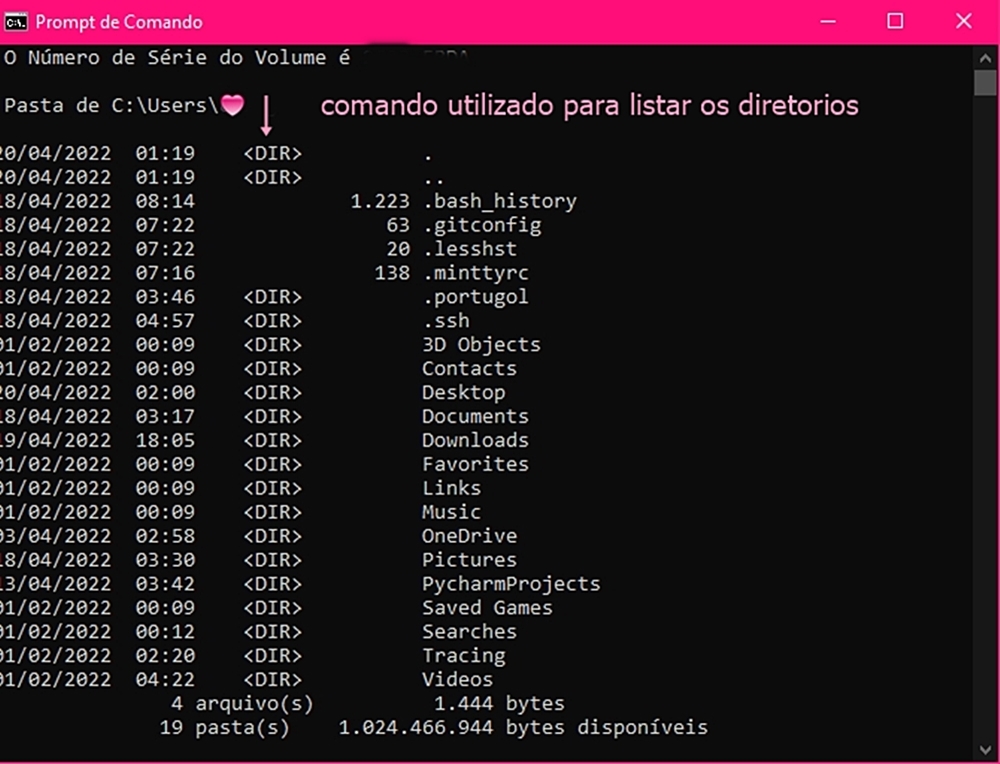 Prompt de Comando
O Número de Série do Volume é
Pasta de C:\Users\
comando utilizado para listar os diretorios
20/04/2022 01:19 <DIR> .
20/04/2022 01:19 <DIR> ..
18/04/2022 08:14 1.223 .bash_history
18/04/2022 07:22 63 .gitconfig
18/04/2022 07:22 20 .lesshst
18/04/2022 07:16 138 .minttyrc
18/04/2022 03:46 <DIR> .portugol
18/04/2022 04:57 <DIR> .ssh
01/02/2022 00:09 <DIR> 3D Objects
01/02/2022 00:09 <DIR> Contacts
20/04/2022 02:00 <DIR> Desktop
18/04/2022 03:17 <DIR> Documents
19/04/2022 18:05 <DIR> Downloads
01/02/2022 00:09 <DIR> Favorites
01/02/2022 00:09 <DIR> Links
01/02/2022 00:09 <DIR> Music
03/04/2022 02:58 <DIR> OneDrive
18/04/2022 03:30 <DIR> Pictures
13/04/2022 03:42 <DIR> PycharmProjects
01/02/2022 00:09 <DIR> Saved Games
01/02/2022 00:12 <DIR> Searches
01/02/2022 02:20 <DIR> Tracing
01/02/2022 04:22 <DIR> Videos
4 arquivo(s) 1.444 bytes
19 pasta(s) 1.024.466.944 bytes disponíveis